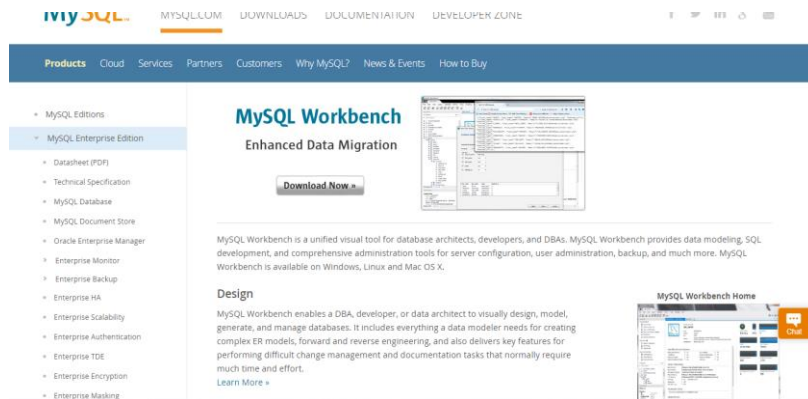 MySQL MYSQL.COM DOWNLOADS DOCUMENTATION DEVELOPER ZONE
Products Cloud Services Partners Customers Why MySQL? News & Events How to Buy
MySQL Editions
MySQL Enterprise Edition
Datasheet (PDF)
Technical Specification
MySQL Database
MySQL Document Store
Oracle Enterprise Manager
Enterprise Monitor
Enterprise Backup
Enterprise HA
Enterprise Scalability
Enterprise Authentication
Enterprise TDE
Enterprise Encryption
Enterprise Masking
MySQL Workbench
Enhanced Data Migration
Download Now »
MySQL Workbench is a unified visual tool for database architects, developers, and DBAs. MySQL Workbench provides data modeling, SQL
development, and comprehensive administration tools for server configuration, user administration, backup, and much more. MySQL
Workbench is available on Windows, Linux and Mac OS X.
Design
MySQL Workbench enables a DBA, developer, or data architect to visually design, model,
generate, and manage databases. It includes everything a data modeler needs for creating
complex ER models, forward and reverse engineering, and also delivers key features for
performing difficult change management and documentation tasks that normally require
much time and effort.
Learn More »
MySQL Workbench Home
Chat